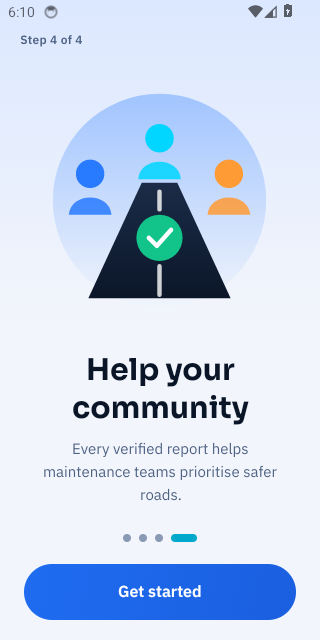 6:10
Step 4 of 4
Help your
community
Every verified report helps
maintenance teams prioritise safer
roads.
Get started